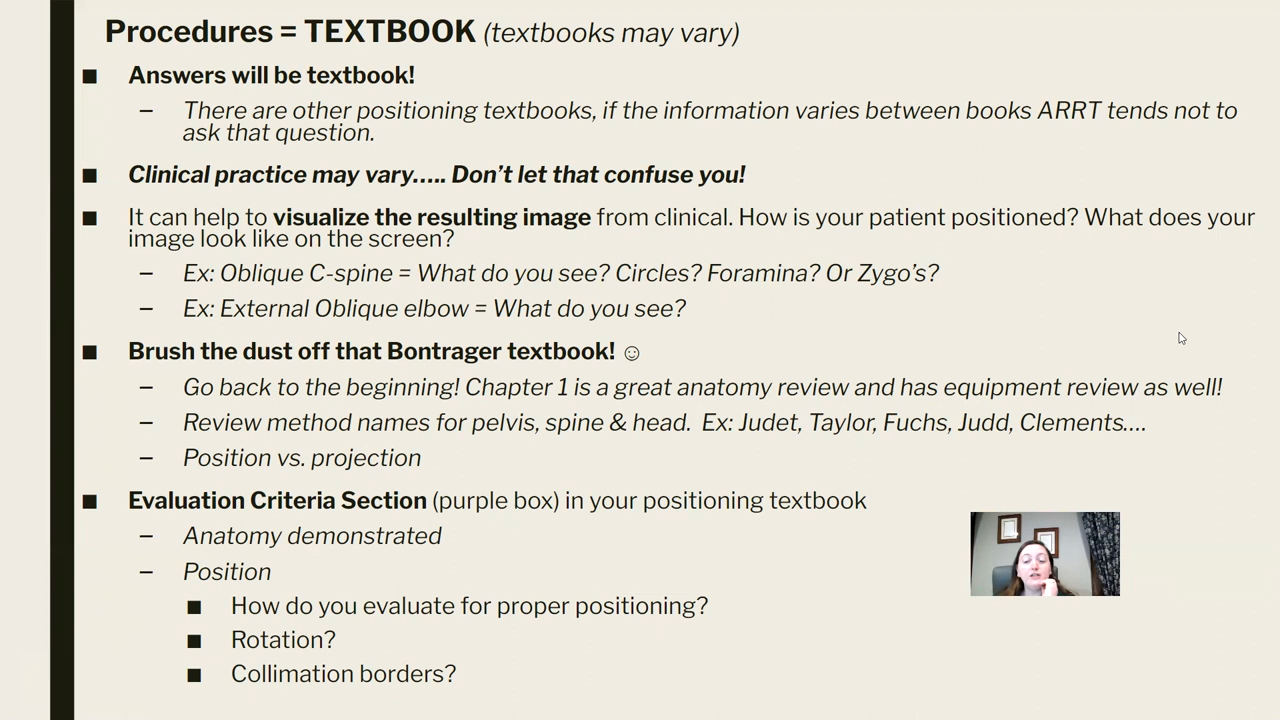 Procedures = TEXTBOOK (textbooks may vary)
■ Answers will be textbook!
– There are other positioning textbooks, if the information varies between books ARRT tends not to
ask that question.
■ Clinical practice may vary..... Don't let that confuse you!
■ It can help to visualize the resulting image from clinical. How is your patient positioned? What does your
image look like on the screen?
– Ex: Oblique C-spine = What do you see? Circles? Foramina? Or Zygo's?
– Ex: External Oblique elbow = What do you see?
■ Brush the dust off that Bontrager textbook! ☺
– Go back to the beginning! Chapter 1 is a great anatomy review and has equipment review as well!
– Review method names for pelvis, spine & head. Ex: Judet, Taylor, Fuchs, Judd, Clements....
– Position vs. projection
■ Evaluation Criteria Section (purple box) in your positioning textbook
– Anatomy demonstrated
– Position
■ How do you evaluate for proper positioning?
■ Rotation?
■ Collimation borders?